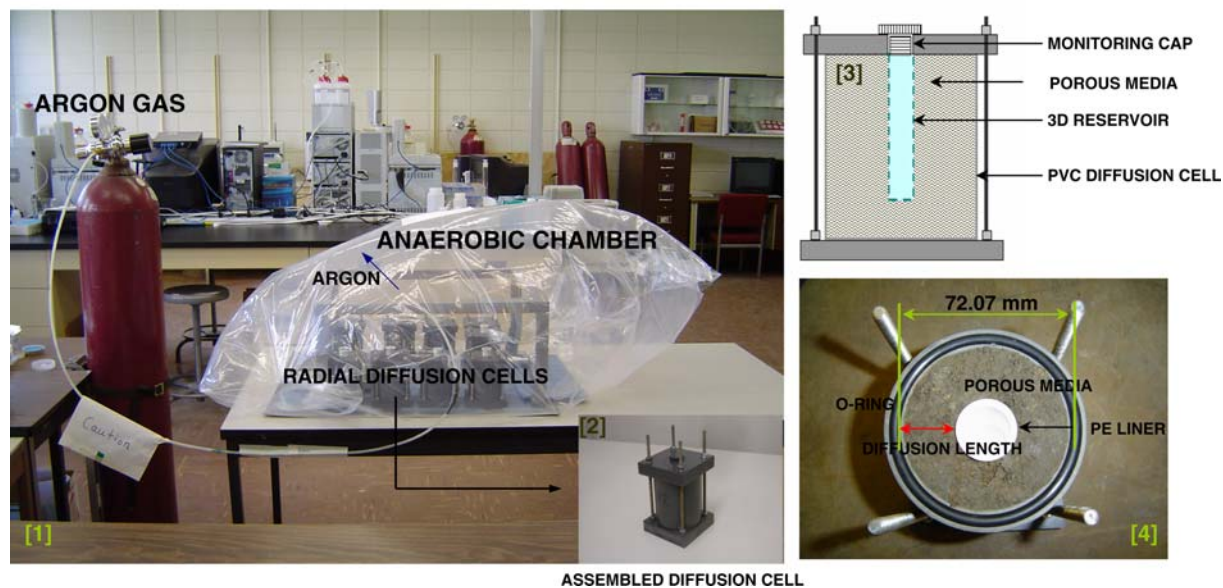 ARGON GAS
ANAEROBIC CHAMBER
ARGON
RADIAL DIFFUSION CELLS
Caution
[1]
[2]
ASSEMBLED DIFFUSION CELL
[3]
MONITORING CAP
POROUS MEDIA
3D RESERVOIR
PVC DIFFUSION CELL
72.07 mm
POROUS MEDIA
O-RING
PE LINER
DIFFUSION LENGTH
[4]